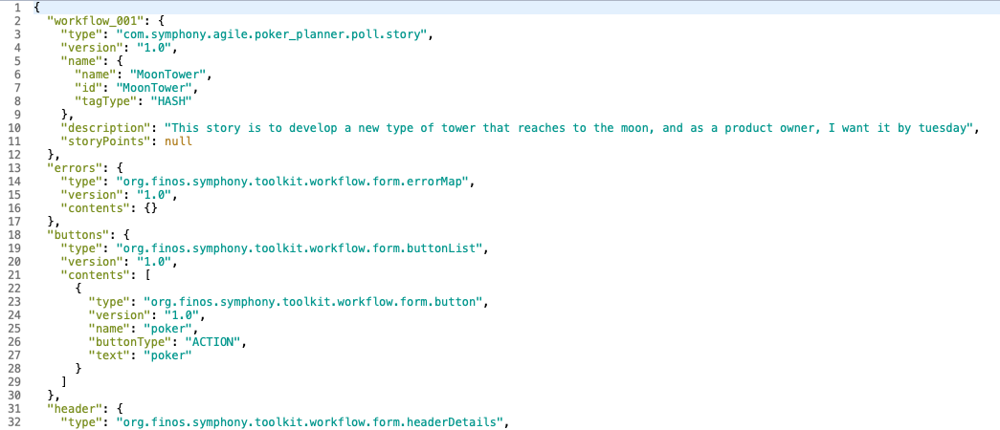 1 {
2   "workflow_001": {
3     "type": "com.symphony.agile.poker_planner.poll.story",
4     "version": "1.0",
5     "name": {
6       "name": "MoonTower",
7       "id": "MoonTower",
8       "tagType": "HASH"
9     },
10     "description": "This story is to develop a new type of tower that reaches to the moon, and as a product owner, I want it by tuesday",
11     "storyPoints": null
12   },
13   "errors": {
14     "type": "org.finos.symphony.toolkit.workflow.form.errorMap",
15     "version": "1.0",
16     "contents": {}
17   },
18   "buttons": {
19     "type": "org.finos.symphony.toolkit.workflow.form.buttonList",
20     "version": "1.0",
21     "contents": [
22       {
23         "type": "org.finos.symphony.toolkit.workflow.form.button",
24         "version": "1.0",
25         "name": "poker",
26         "buttonType": "ACTION",
27         "text": "poker"
28       }
29     ]
30   },
31   "header": {
32     "type": "org.finos.symphony.toolkit.workflow.form.headerDetails",